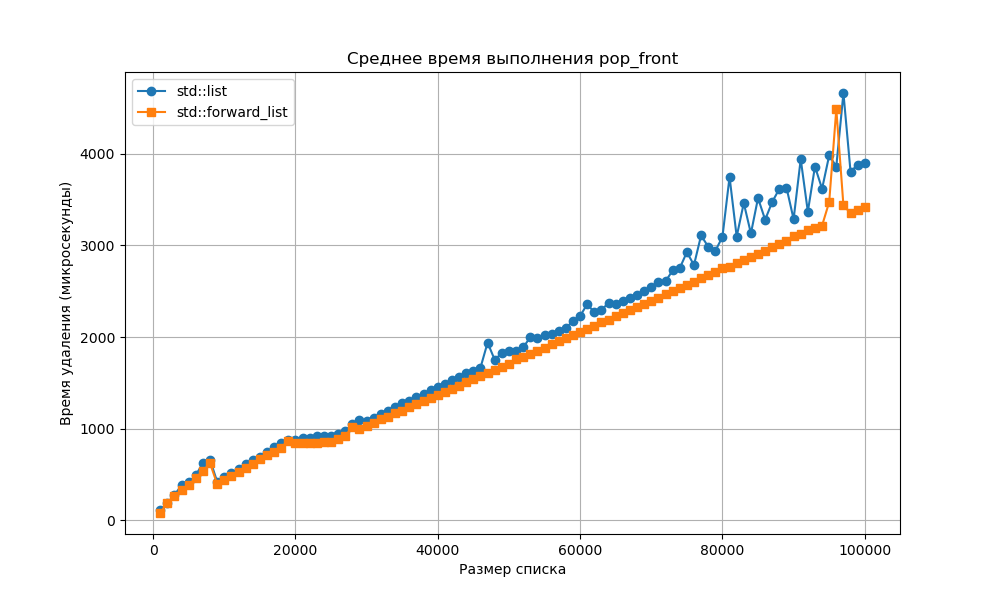 Среднее время выполнения pop_front
std::list
std::forward_list
Время удаления (микросекунды)
4000
3000
2000
1000
0
0 20000 40000 60000 80000 100000
Размер списка